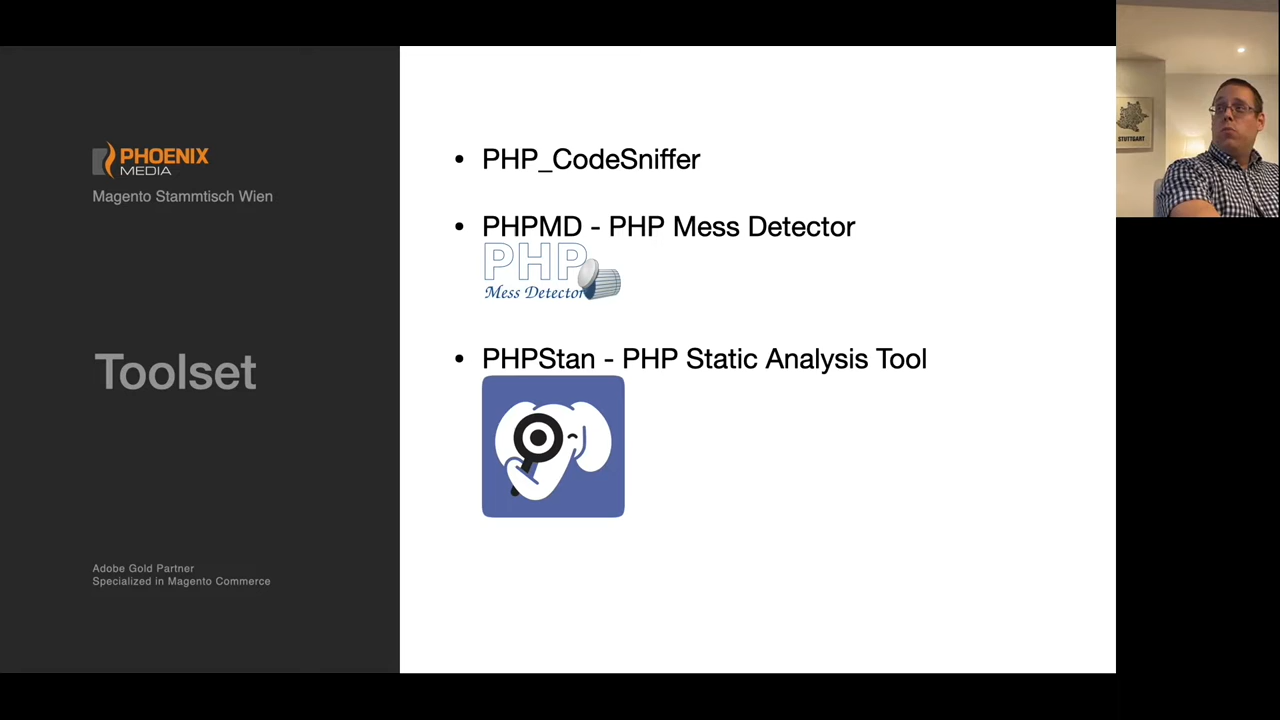 PHOENIX
MEDIA
Magento Stammtisch Wien
Toolset
Adobe Gold Partner
Specialized in Magento Commerce
• PHP_CodeSniffer
• PHPMD - PHP Mess Detector
PHP
Mess Detector
• PHPStan - PHP Static Analysis Tool
STUTTGART